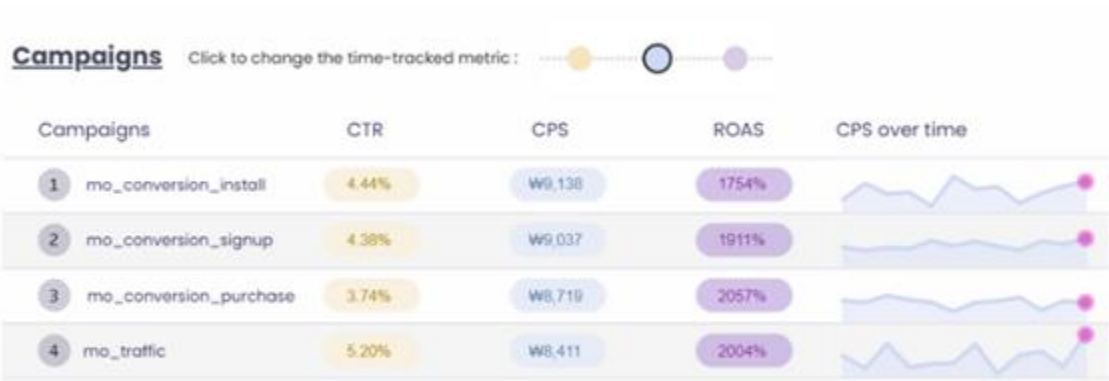 Campaigns Click to change the time-tracked metric :
Campaigns CTR CPS ROAS CPS over time
1 mo_conversion_install 4.44% ₩9,138 1754%
2 mo_conversion_signup 4.38% ₩9,037 1911%
3 mo_conversion_purchase 3.74% ₩8,719 2057%
4 mo_traffic 5.20% ₩8,411 2004%